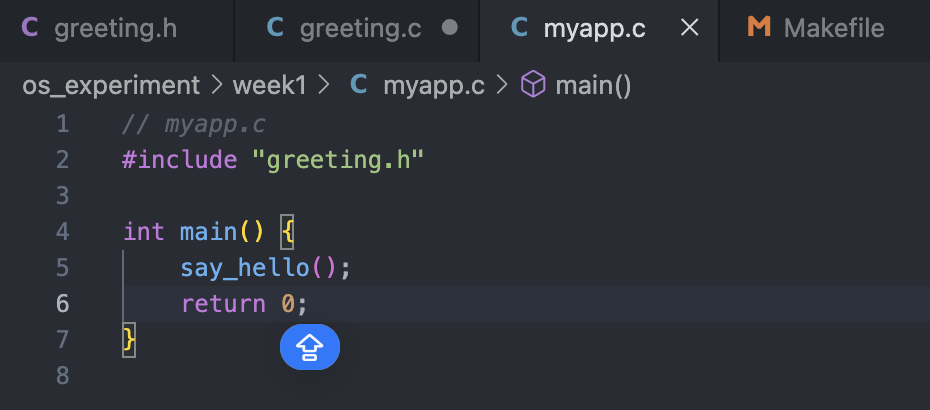 C greeting.h C greeting.c C myapp.c M Makefile
os_experiment > week1 > C myapp.c > main()
1 // myapp.c
2 #include "greeting.h"
3
4 int main() {
5     say_hello();
6     return 0;
7 }
8